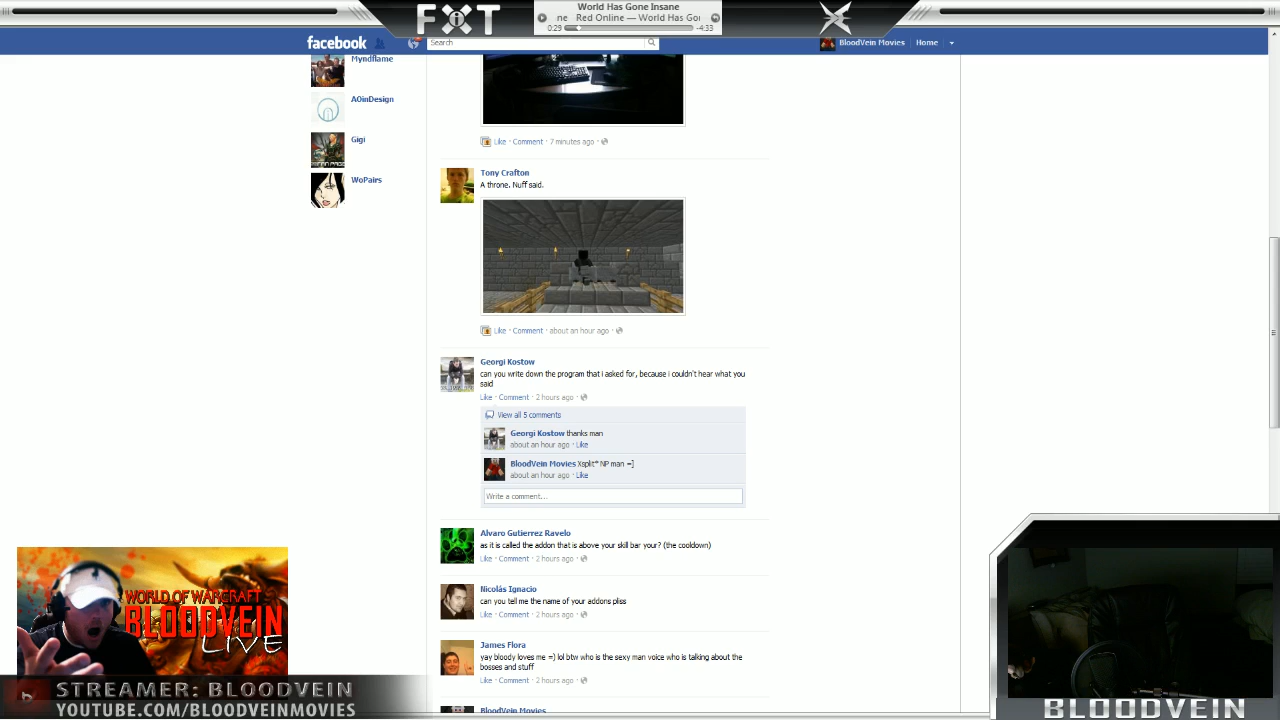 FXT
World Has Gone Insane
ne Red Online — World Has Go
0:29
-4:33
facebook
Search
BloodVein Movies
Home
Myndflame
AOinDesign
Gigi
WoPairs
Like · Comment · 7 minutes ago ·
Tony Crafton
A throne. Nuff said.
Like · Comment · about an hour ago ·
Georgi Kostow
can you write down the program that i asked for, because i couldn't hear what you
said
Like · Comment · 2 hours ago ·
View all 5 comments
Georgi Kostow thanks man
about an hour ago · Like
BloodVein Movies Xsplit* NP man =]
about an hour ago · Like
Write a comment...
Alvaro Gutierrez Ravelo
as it is called the addon that is above your skill bar your? (the cooldown)
Like · Comment · 2 hours ago ·
Nicolás Ignacio
can you tell me the name of your addons pliss
Like · Comment · 2 hours ago ·
James Flora
yay bloody loves me =) lol btw who is the sexy man voice who is talking about the
bosses and stuff
Like · Comment · 2 hours ago ·
BloodVein Movies
WORLD OF WARCRAFT
BLOODVEIN
LIVE
STREAMER: BLOODVEIN
YOUTUBE.COM/BLOODVEINMOVIES
BLOODVEIN